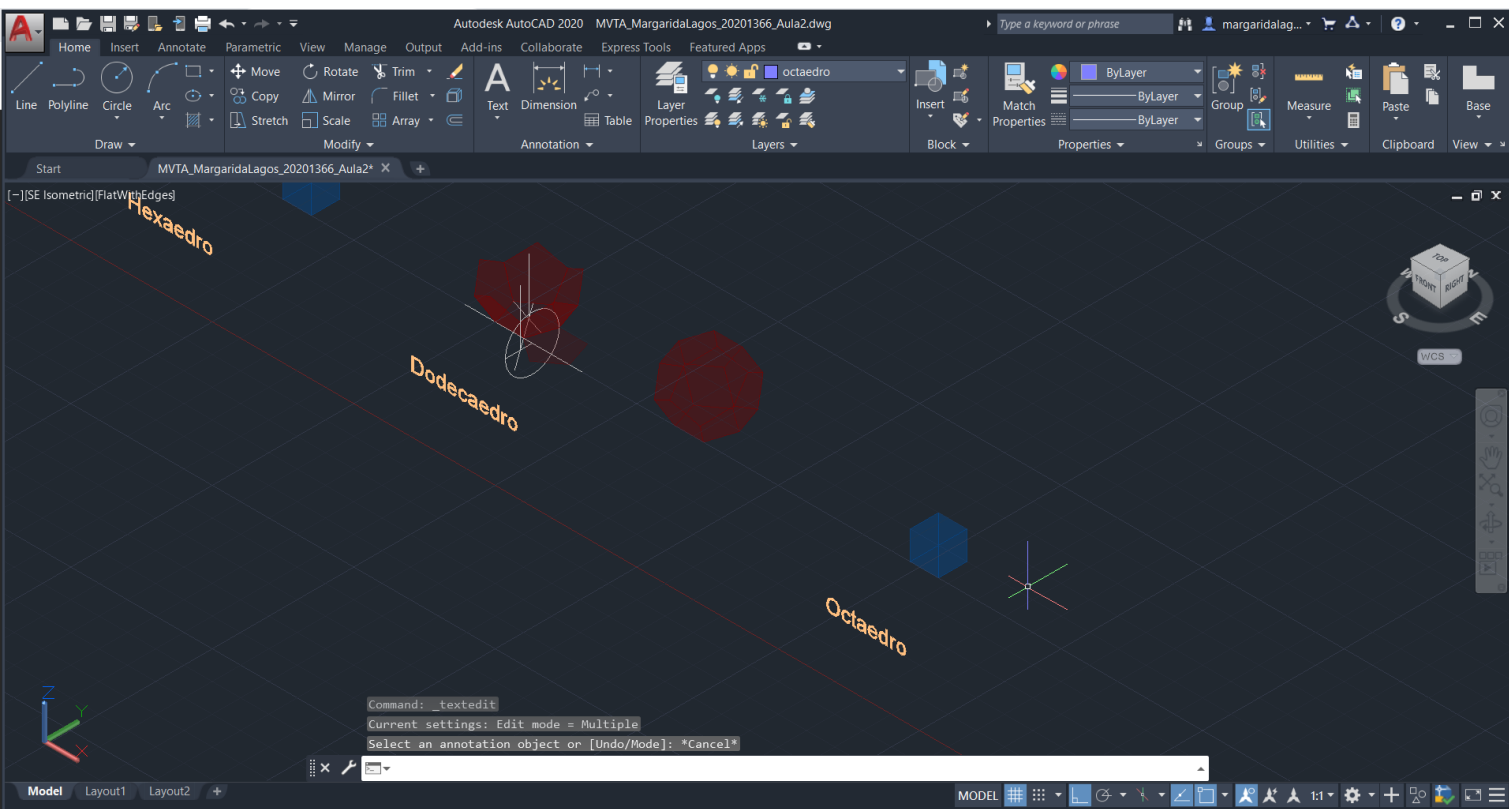 Autodesk AutoCAD 2020 MVTA_MargaridaLagos_20201366_Aula2.dwg
Type a keyword or phrase
margaridalag...
Home Insert Annotate Parametric View Manage Output Add-ins Collaborate Express Tools Featured Apps
Line Polyline Circle Arc
Move Rotate Trim
Copy Mirror Fillet
Stretch Scale Array
Text Dimension Table
Layer Properties
octaedro
Insert
Match Properties
ByLayer
ByLayer
ByLayer
Group
Measure
Paste
Base
Draw Modify Annotation Layers Block Properties Groups Utilities Clipboard View
Start MVTA_MargaridaLagos_20201366_Aula2*
[−][SE Isometric][FlatWithEdges]
Hexaedro
TOP
FRONT
RIGHT
W N
S E
WCS
Dodecaedro
Octaedro
Z
Y
X
Command: _textedit
Current settings: Edit mode = Multiple
Select an annotation object or [Undo/Mode]: *Cancel*
Model Layout1 Layout2
MODEL 1:1